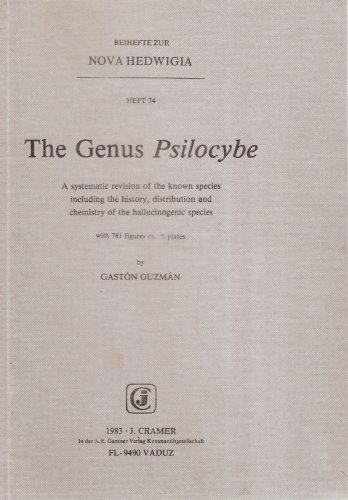 BEIHEFTE ZUR
NOVA HEDWIGIA
HEFT 74
The Genus Psilocybe
A systematic revision of the known species
including the history, distribution and
chemistry of the hallucinogenic species
with 781 figures plates
by
GASTÓN GUZMÁN
1983 · J. CRAMER
In der A.R. Gantner Verlag Kommanditgesellschaft
FL-9490 VADUZ